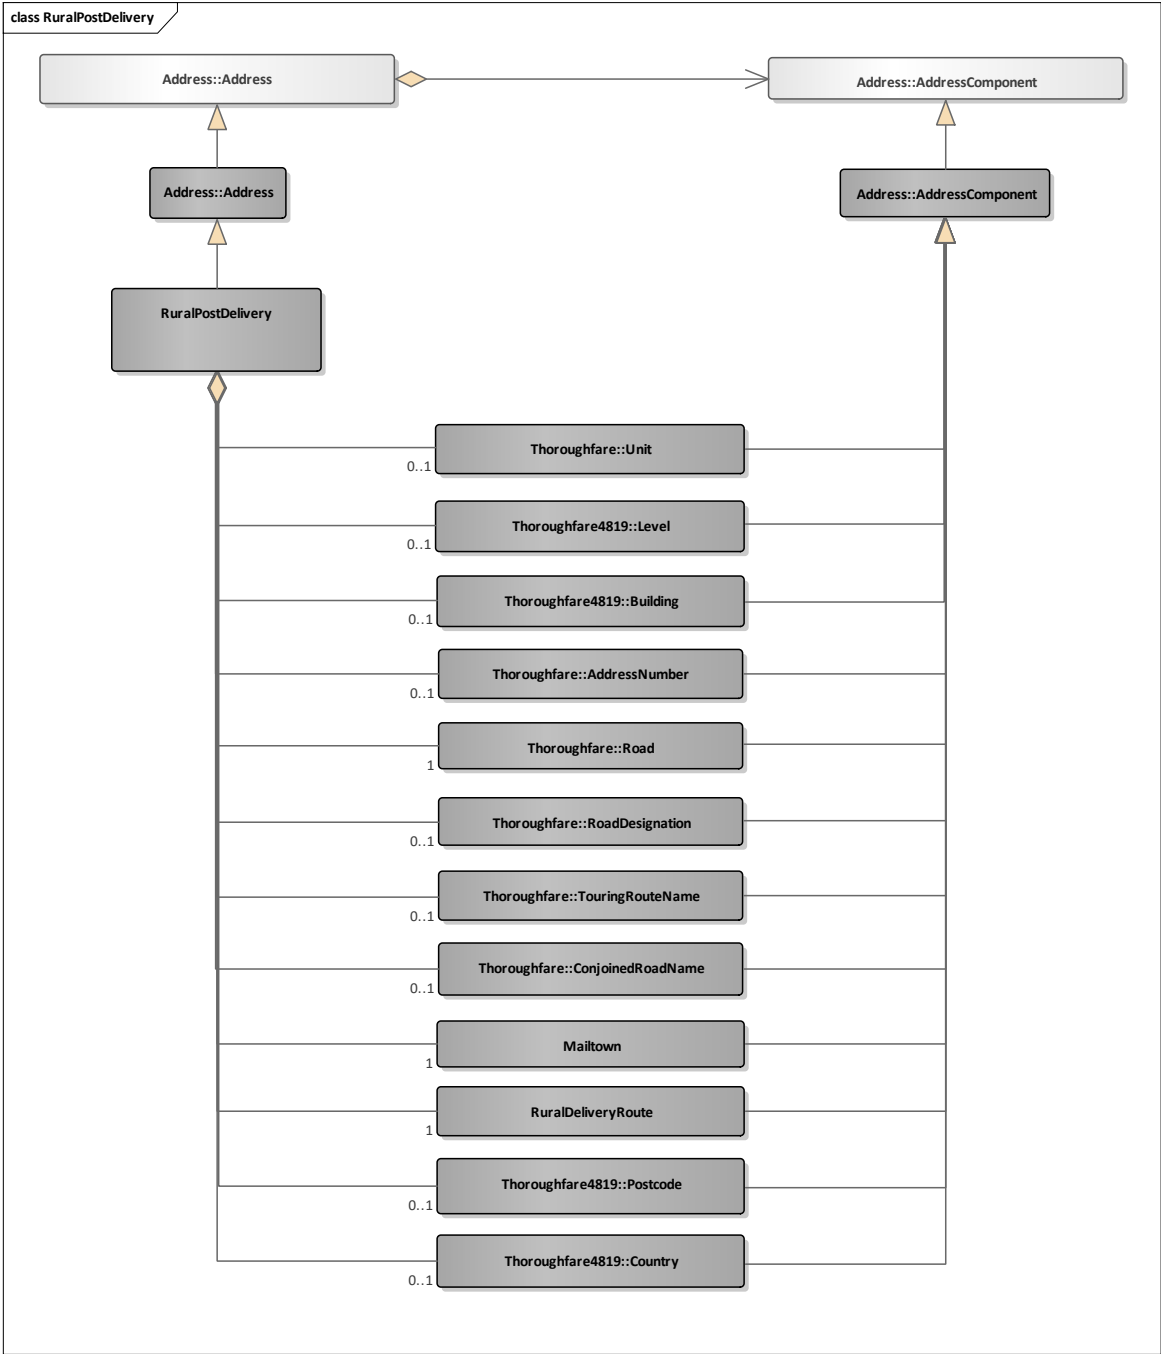 class RuralPostDelivery
Address::Address
Address::AddressComponent
Address::Address
Address::AddressComponent
RuralPostDelivery
Thoroughfare::Unit
0..1
Thoroughfare4819::Level
0..1
Thoroughfare4819::Building
0..1
Thoroughfare::AddressNumber
0..1
Thoroughfare::Road
1
Thoroughfare::RoadDesignation
0..1
Thoroughfare::TouringRouteName
0..1
Thoroughfare::ConjoinedRoadName
0..1
Mailtown
1
RuralDeliveryRoute
1
Thoroughfare4819::Postcode
0..1
Thoroughfare4819::Country
0..1